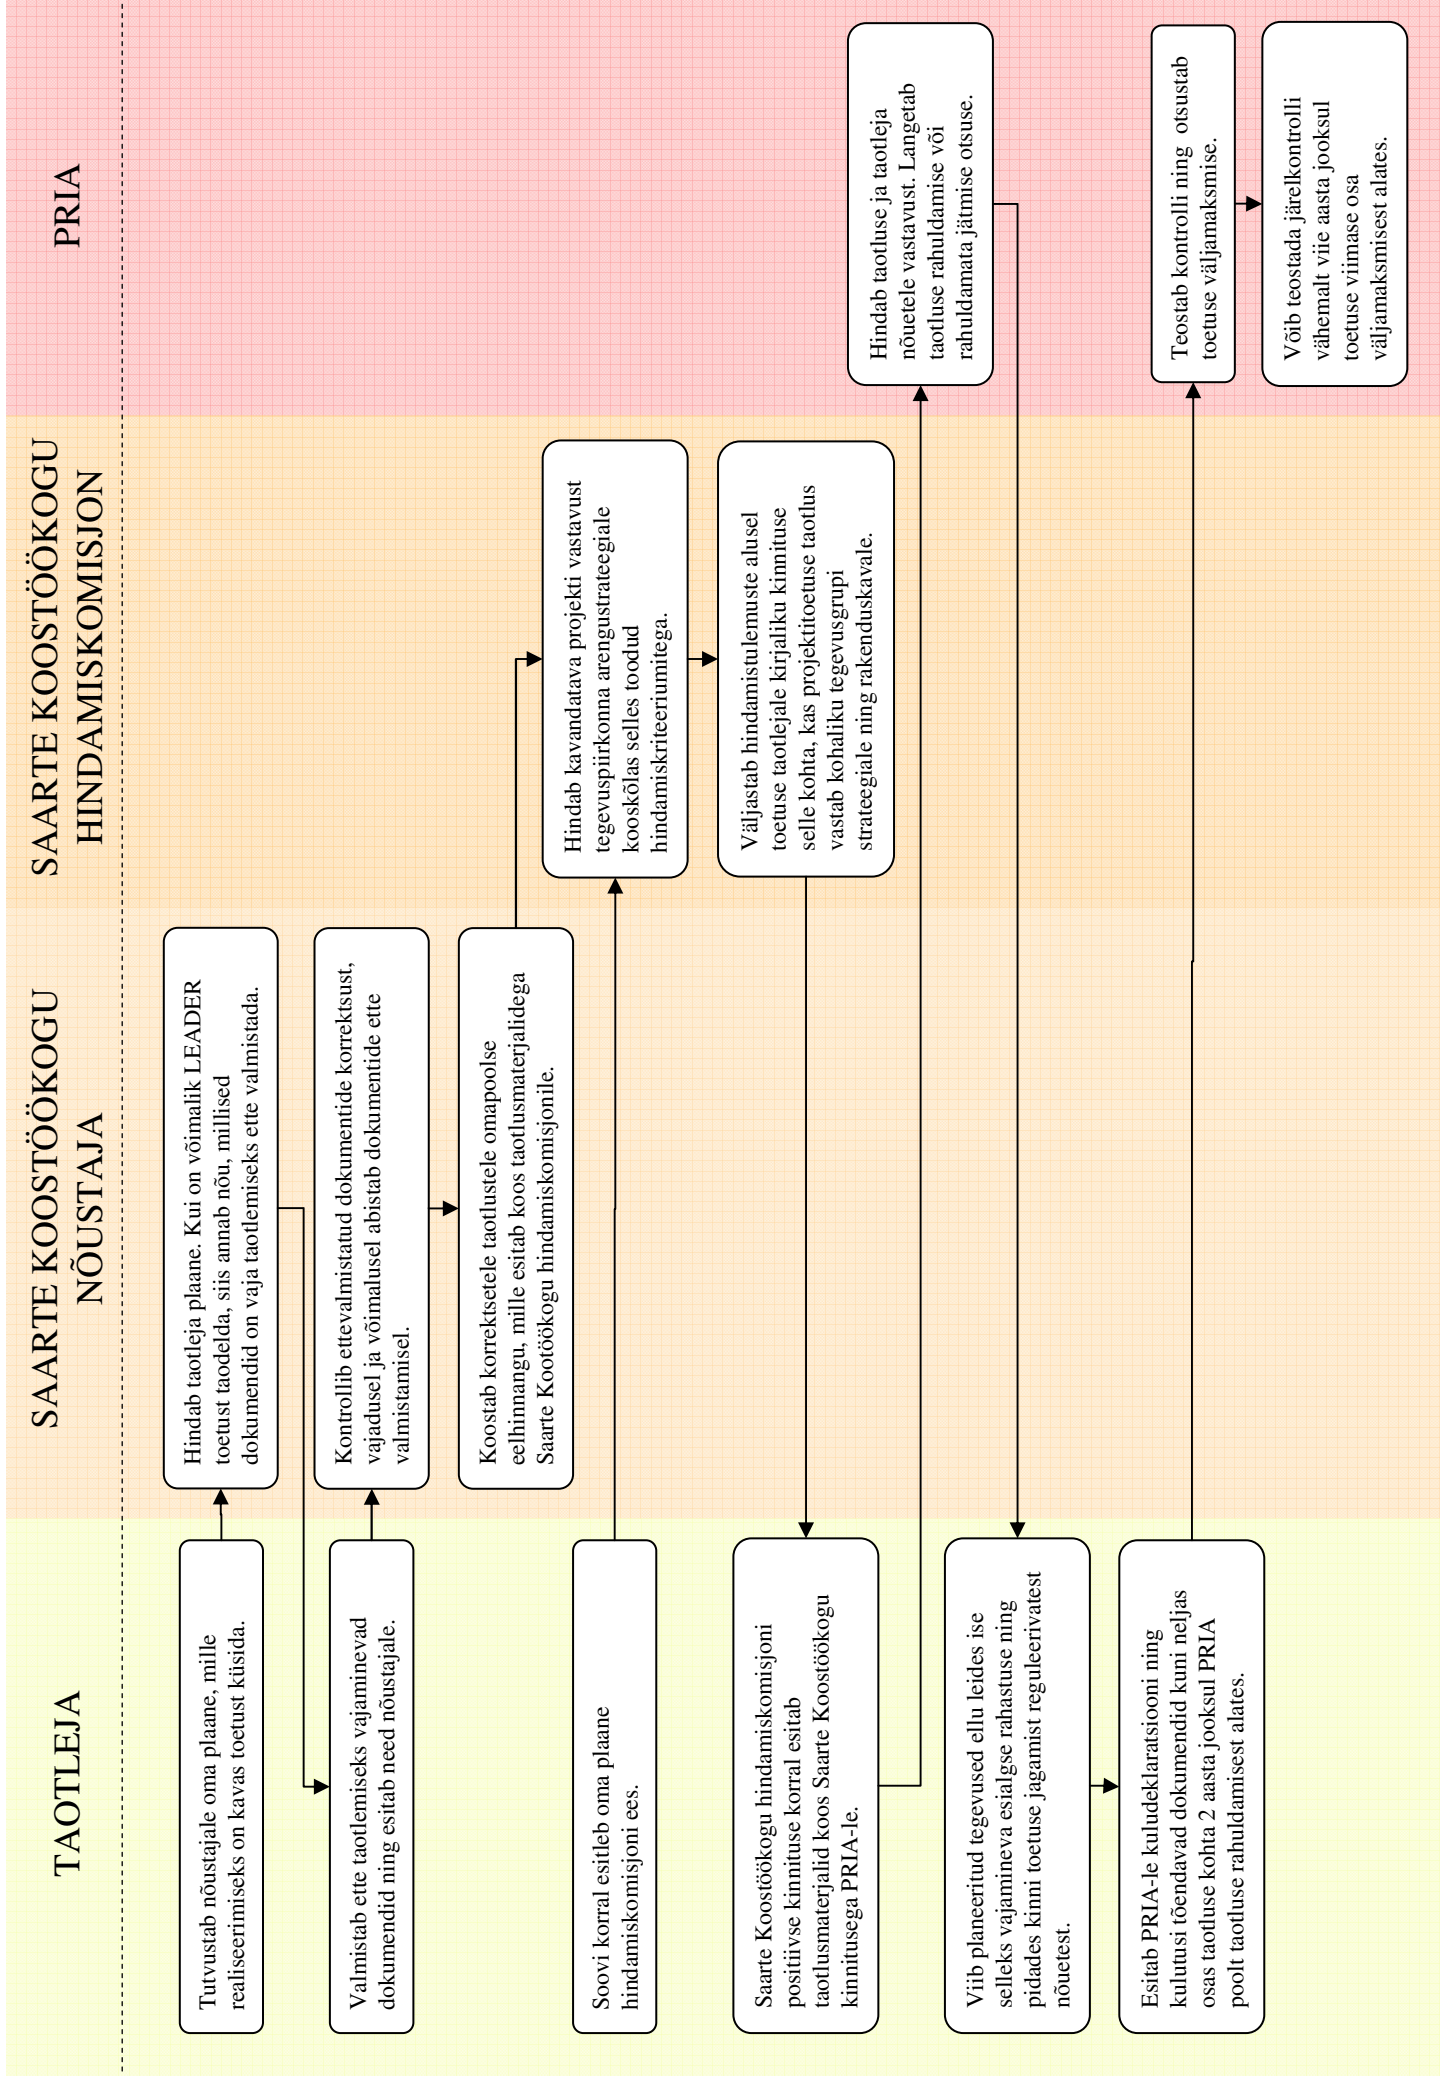 TAOTLEJA
SAARTE KOOSTÖÖKOGU
NÕUSTAJA
SAARTE KOOSTÖÖKOGU
HINDAMISKOMISJON
PRIA
Tutvustab nõustajale oma plaane, mille
realiseerimiseks on kavas toetust küsida.
Hindab taotleja plaane. Kui on võimalik LEADER
toetust taodelda, siis annab nõu, millised
dokumendid on vaja taotlemiseks ette valmistada.
Valmistab ette taotlemiseks vajaminevad
dokumendid ning esitab need nõustajale.
Kontrollib ettevalmistatud dokumentide korrektsust,
vajadusel ja võimalusel abistab dokumentide ette
valmistamisel.
Koostab korrektsetele taotlustele omapoolse
eelhinnangu, mille esitab koos taotlusmaterjalidega
Saarte Kootöökogu hindamiskomisjonile.
Soovi korral esitleb oma plaane
hindamiskomisjoni ees.
Hindab kavandatava projekti vastavust
tegevuspiirkonna arengustrateegiale
kooskõlas selles toodud
hindamiskriteeriumitega.
Väljastab hindamistulemuste alusel
toetuse taotlejale kirjaliku kinnituse
selle kohta, kas projektitoetuse taotlus
vastab kohaliku tegevusgrupi
strateegiale ning rakenduskavale.
Saarte Koostöökogu hindamiskomisjoni
positiivse kinnituse korral esitab
taotlusmaterjalid koos Saarte Koostöökogu
kinnitusega PRIA-le.
Hindab taotluse ja taotleja
nõuetele vastavust. Langetab
taotluse rahuldamise või
rahuldamata jätmise otsuse.
Viib planeeritud tegevused ellu leides ise
selleks vajamineva esialgse rahastuse ning
pidades kinni toetuse jagamist reguleerivatest
nõuetest.
Esitab PRIA-le kuludeklaratsiooni ning
kulutusi tõendavad dokumendid kuni neljas
osas taotluse kohta 2 aasta jooksul PRIA
poolt taotluse rahuldamisest alates.
Teostab kontrolli ning otsustab
toetuse väljamaksmise.
Võib teostada järelkontrolli
vähemalt viie aasta jooksul
toetuse viimase osa
väljamaksmisest alates.